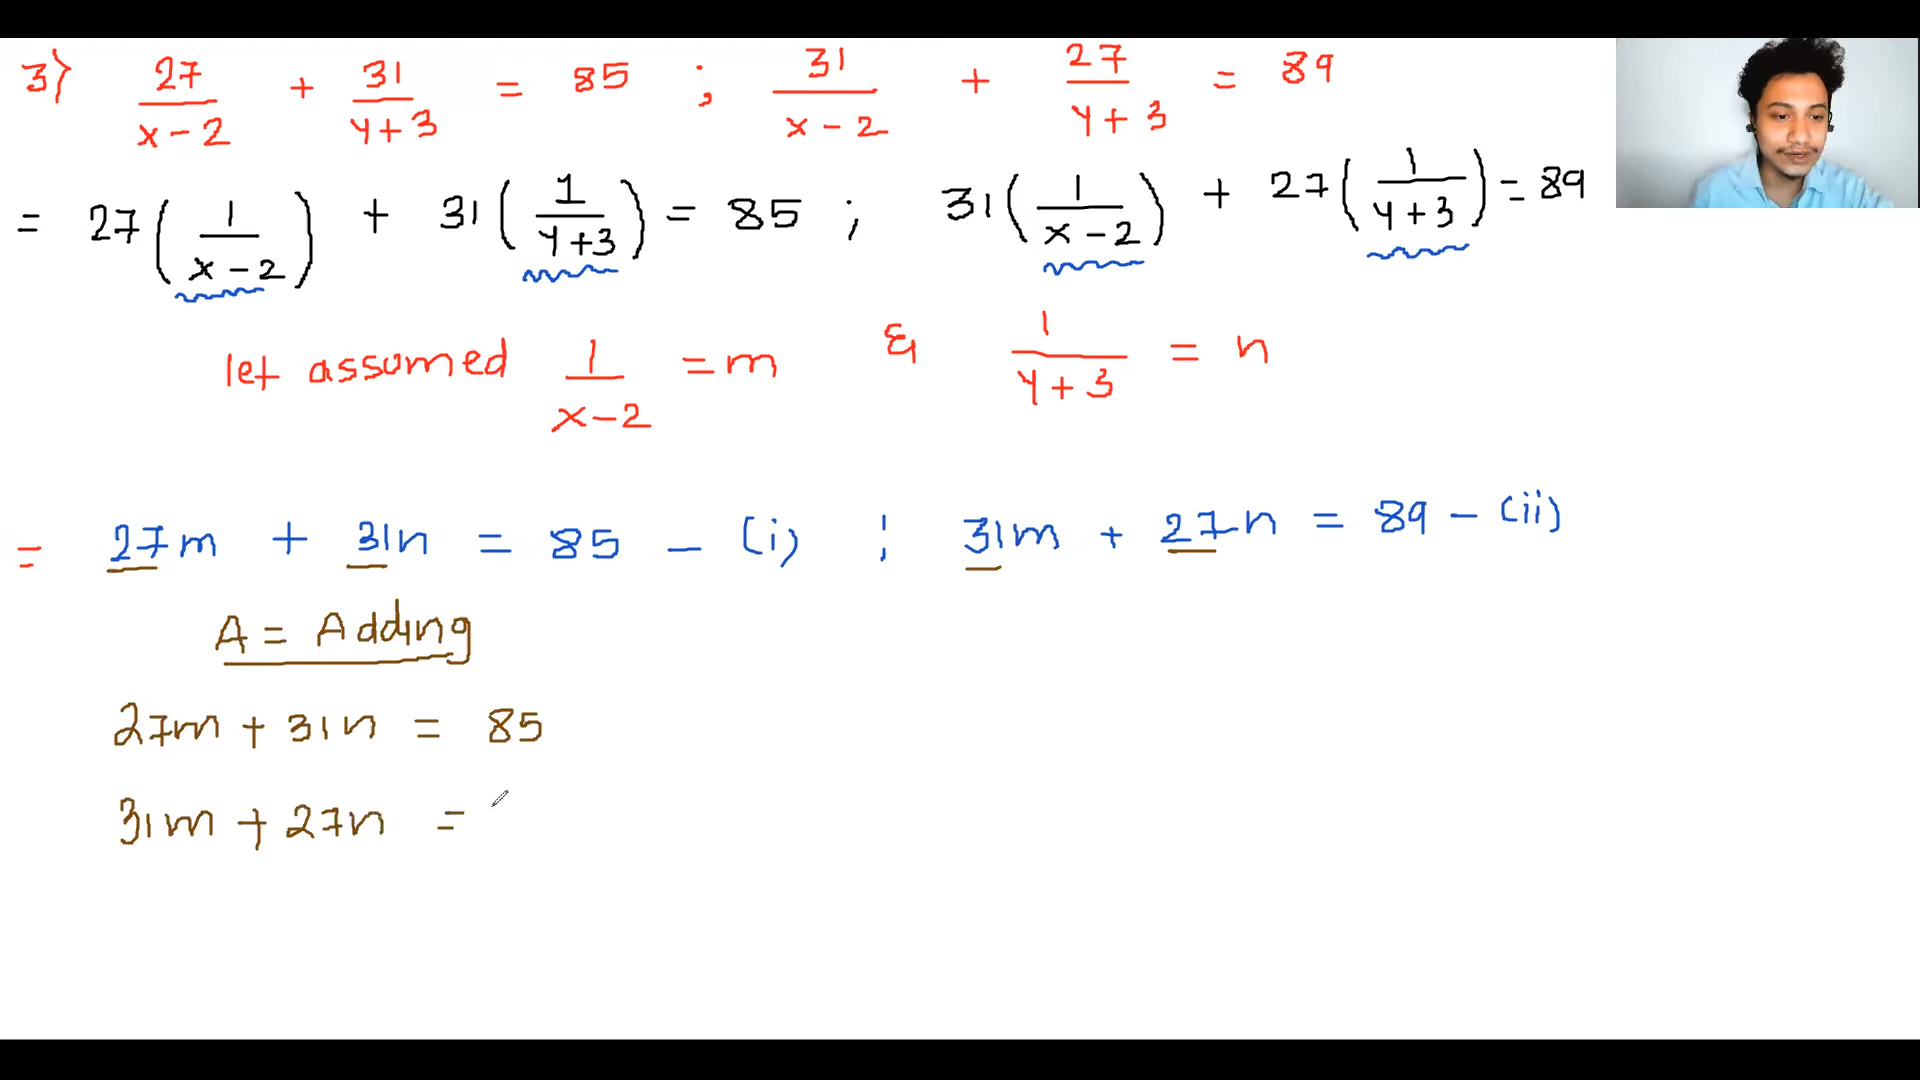 3} 27/(x-2) + 31/(y+3) = 85 ; 31/(x-2) + 27/(y+3) = 89
= 27(1/(x-2)) + 31(1/(y+3)) = 85 ; 31(1/(x-2)) + 27(1/(y+3)) = 89
let assumed 1/(x-2) = m & 1/(y+3) = n
= 27m + 31n = 85 - (i) ; 31m + 27n = 89 - (ii)
A = Adding
27m + 31n = 85
31m + 27n =